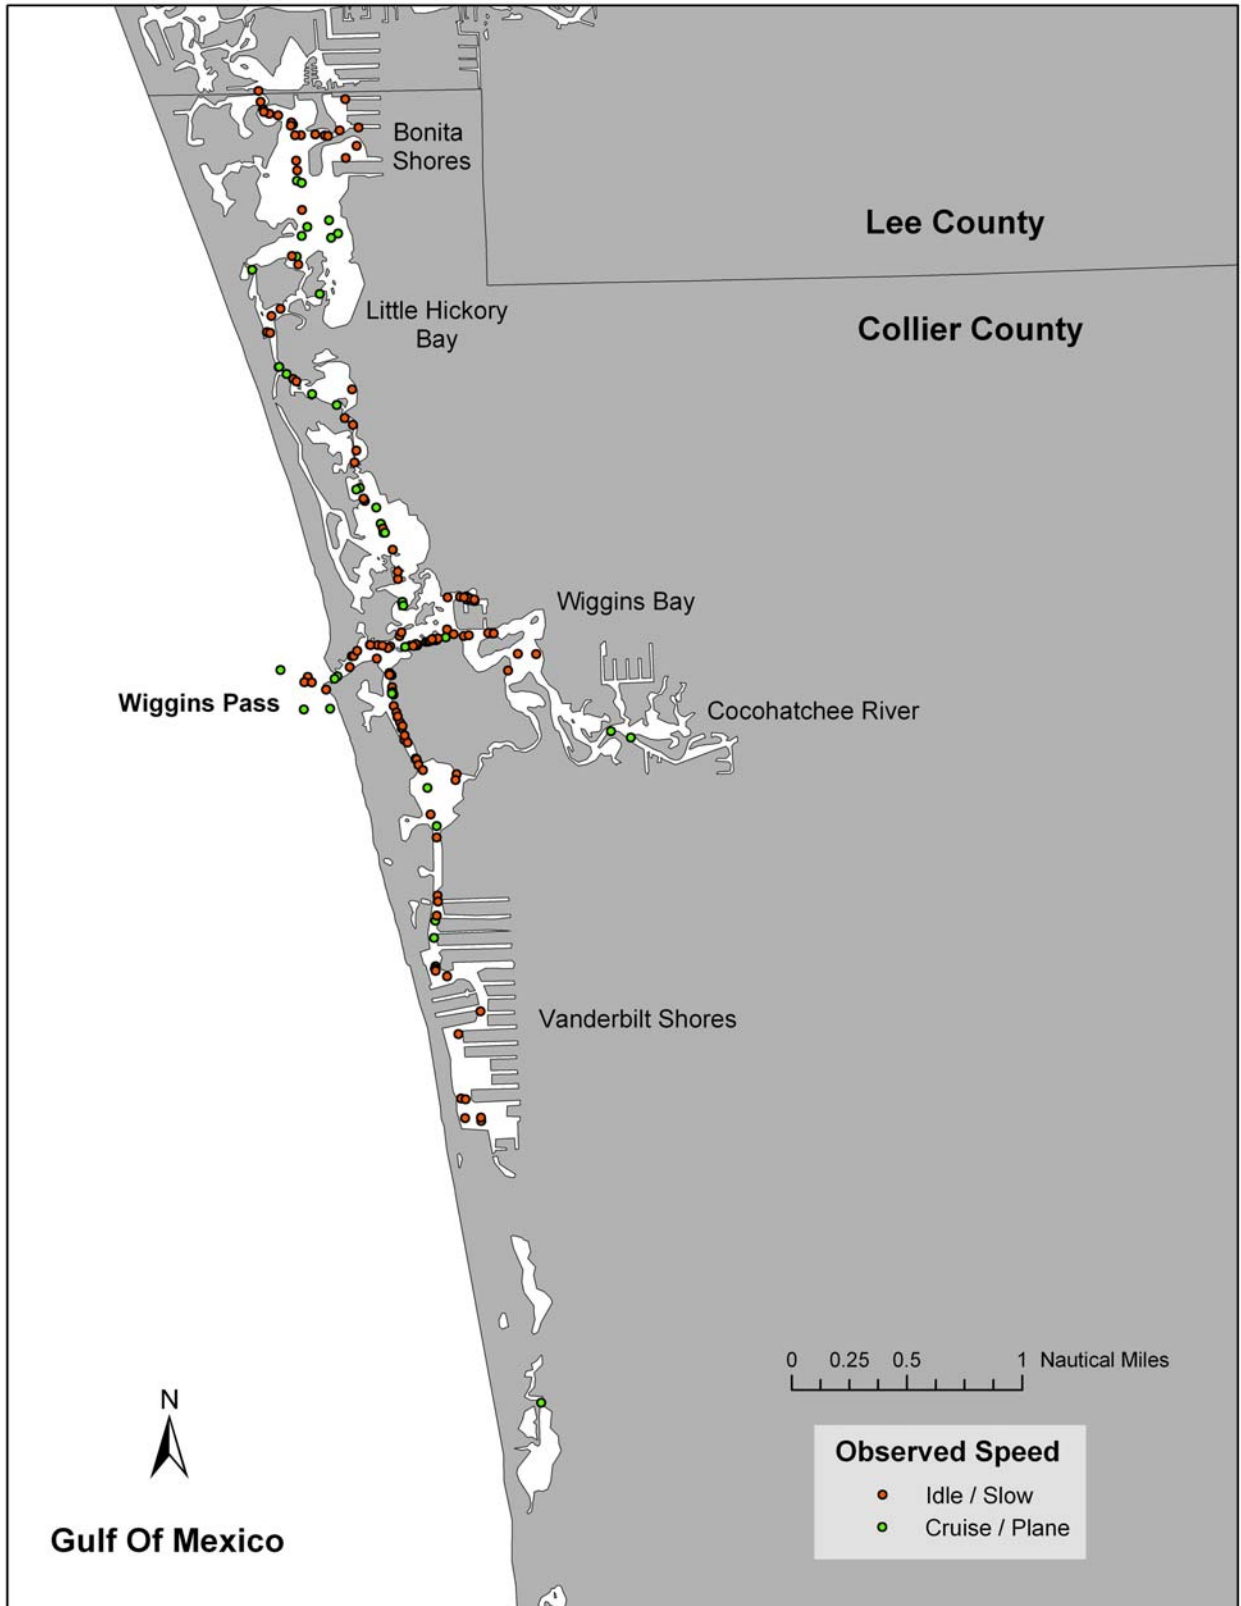 Bonita
Shores
Lee County
Little Hickory
Bay
Collier County
Wiggins Bay
Wiggins Pass
Cocohatchee River
Vanderbilt Shores
0 0.25 0.5 1 Nautical Miles
N
Observed Speed
Idle / Slow
Cruise / Plane
Gulf Of Mexico